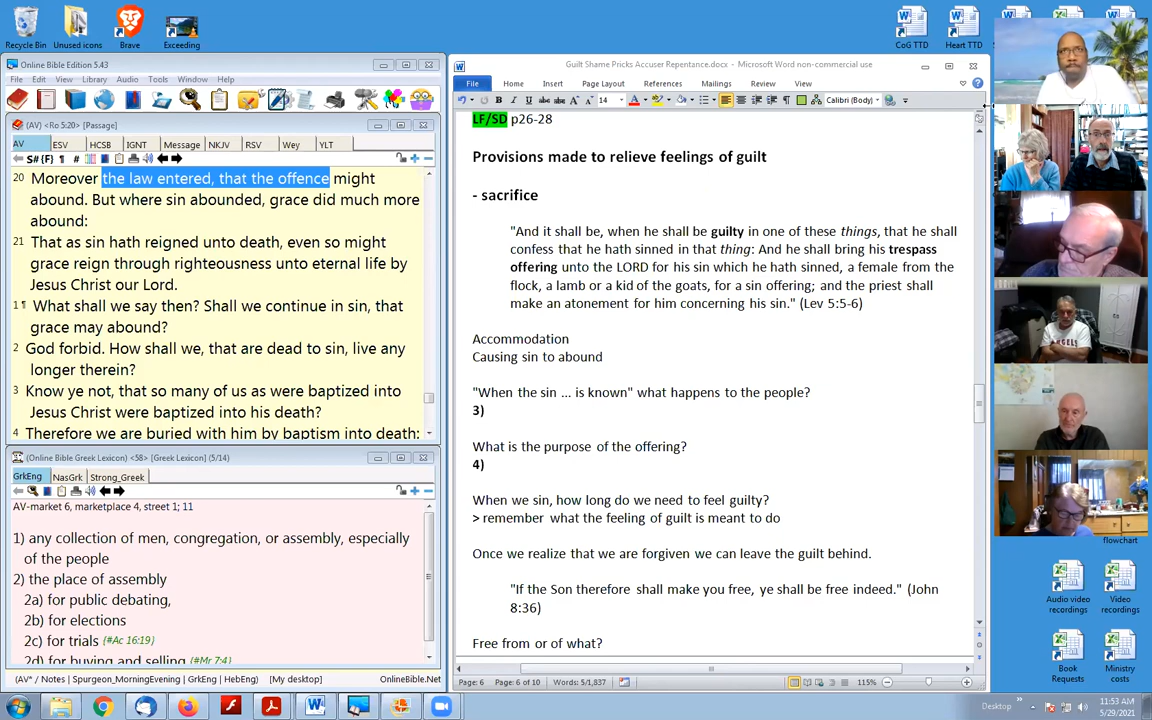 Recycle Bin
Unused icons
Brave
Exceeding
CoG TTD
Heart TTD
Online Bible Edition 5.43
File Edit View Library Audio Tools Window Help
(AV) <Ro 5:20> [Passage]
AV ESV HCSB IGNT Message NKJV RSV Wey YLT
S# {F} ¶ #
20 Moreover the law entered, that the offence might
abound. But where sin abounded, grace did much more
abound:
21 That as sin hath reigned unto death, even so might
grace reign through righteousness unto eternal life by
Jesus Christ our Lord.
1 ¶ What shall we say then? Shall we continue in sin, that
grace may abound?
2 God forbid. How shall we, that are dead to sin, live any
longer therein?
3 Know ye not, that so many of us as were baptized into
Jesus Christ were baptized into his death?
4 Therefore we are buried with him by baptism into death:
(Online Bible Greek Lexicon) <58> [Greek Lexicon] (5/14)
GrkEng NasGrk Strong_Greek
AV-market 6, marketplace 4, street 1; 11
1) any collection of men, congregation, or assembly, especially
of the people
2) the place of assembly
2a) for public debating,
2b) for elections
2c) for trials {#Ac 16:19}
2d) for buying and selling {#Mr 7:4}
(AV* / Notes | Spurgeon_MorningEvening | GrkEng | HebEng) [My desktop] OnlineBible.Net
Guilt Shame Pricks Accuser Repentance.docx - Microsoft Word non-commercial use
File Home Insert Page Layout References Mailings Review View
B I U abc abc A A 14 A Calibri (Body)
LF/SD p26-28
Provisions made to relieve feelings of guilt
- sacrifice
"And it shall be, when he shall be guilty in one of these things, that he shall
confess that he hath sinned in that thing: And he shall bring his trespass
offering unto the LORD for his sin which he hath sinned, a female from the
flock, a lamb or a kid of the goats, for a sin offering; and the priest shall
make an atonement for him concerning his sin." (Lev 5:5-6)
Accommodation
Causing sin to abound
"When the sin ... is known" what happens to the people?
3)
What is the purpose of the offering?
4)
When we sin, how long do we need to feel guilty?
> remember what the feeling of guilt is meant to do
Once we realize that we are forgiven we can leave the guilt behind.
"If the Son therefore shall make you free, ye shall be free indeed." (John
8:36)
Free from or of what?
Page: 6 Page: 6 of 10 Words: 5/1,837 115%
flowchart
Audio video
recordings
Video
recordings
Book
Requests
Ministry
costs
Desktop
11:53 AM
5/29/2021